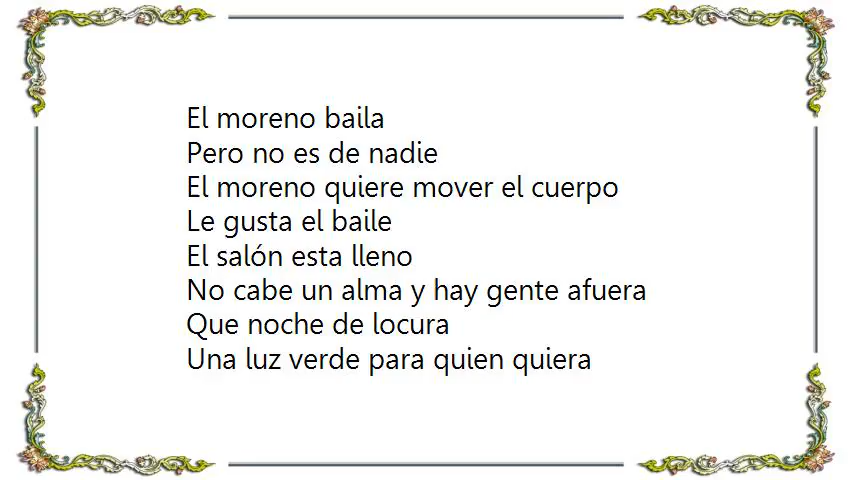 El moreno baila
Pero no es de nadie
El moreno quiere mover el cuerpo
Le gusta el baile
El salón esta lleno
No cabe un alma y hay gente afuera
Que noche de locura
Una luz verde para quien quiera